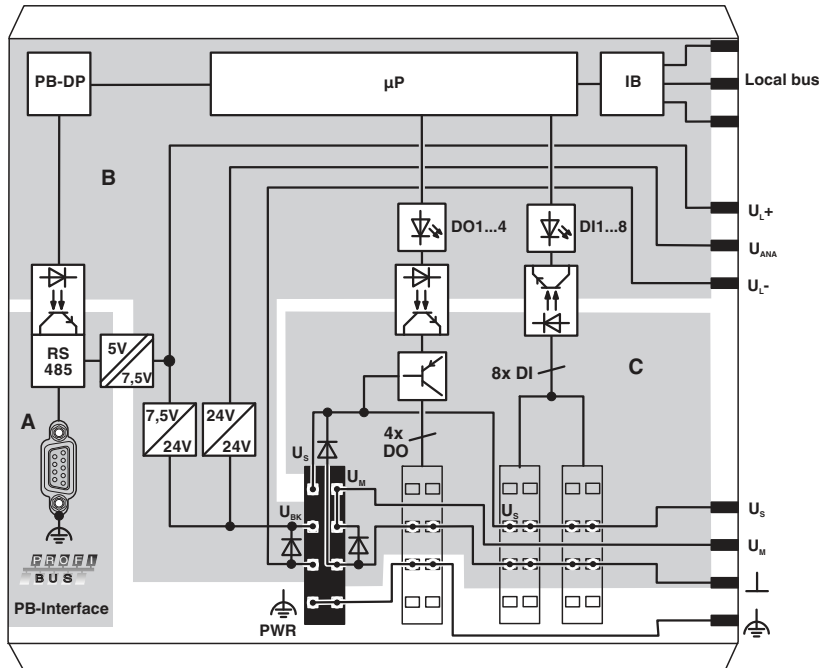 PB-DP
µP
IB
Local bus
B
UL+
UANA
UL-
DO1...4
DI1...8
RS
485
5V
7,5V
A
7,5V
24V
24V
24V
8x DI
C
4x
DO
US
UM
UBK
US
US
UM
PROFI
BUS
PB-Interface
PWR